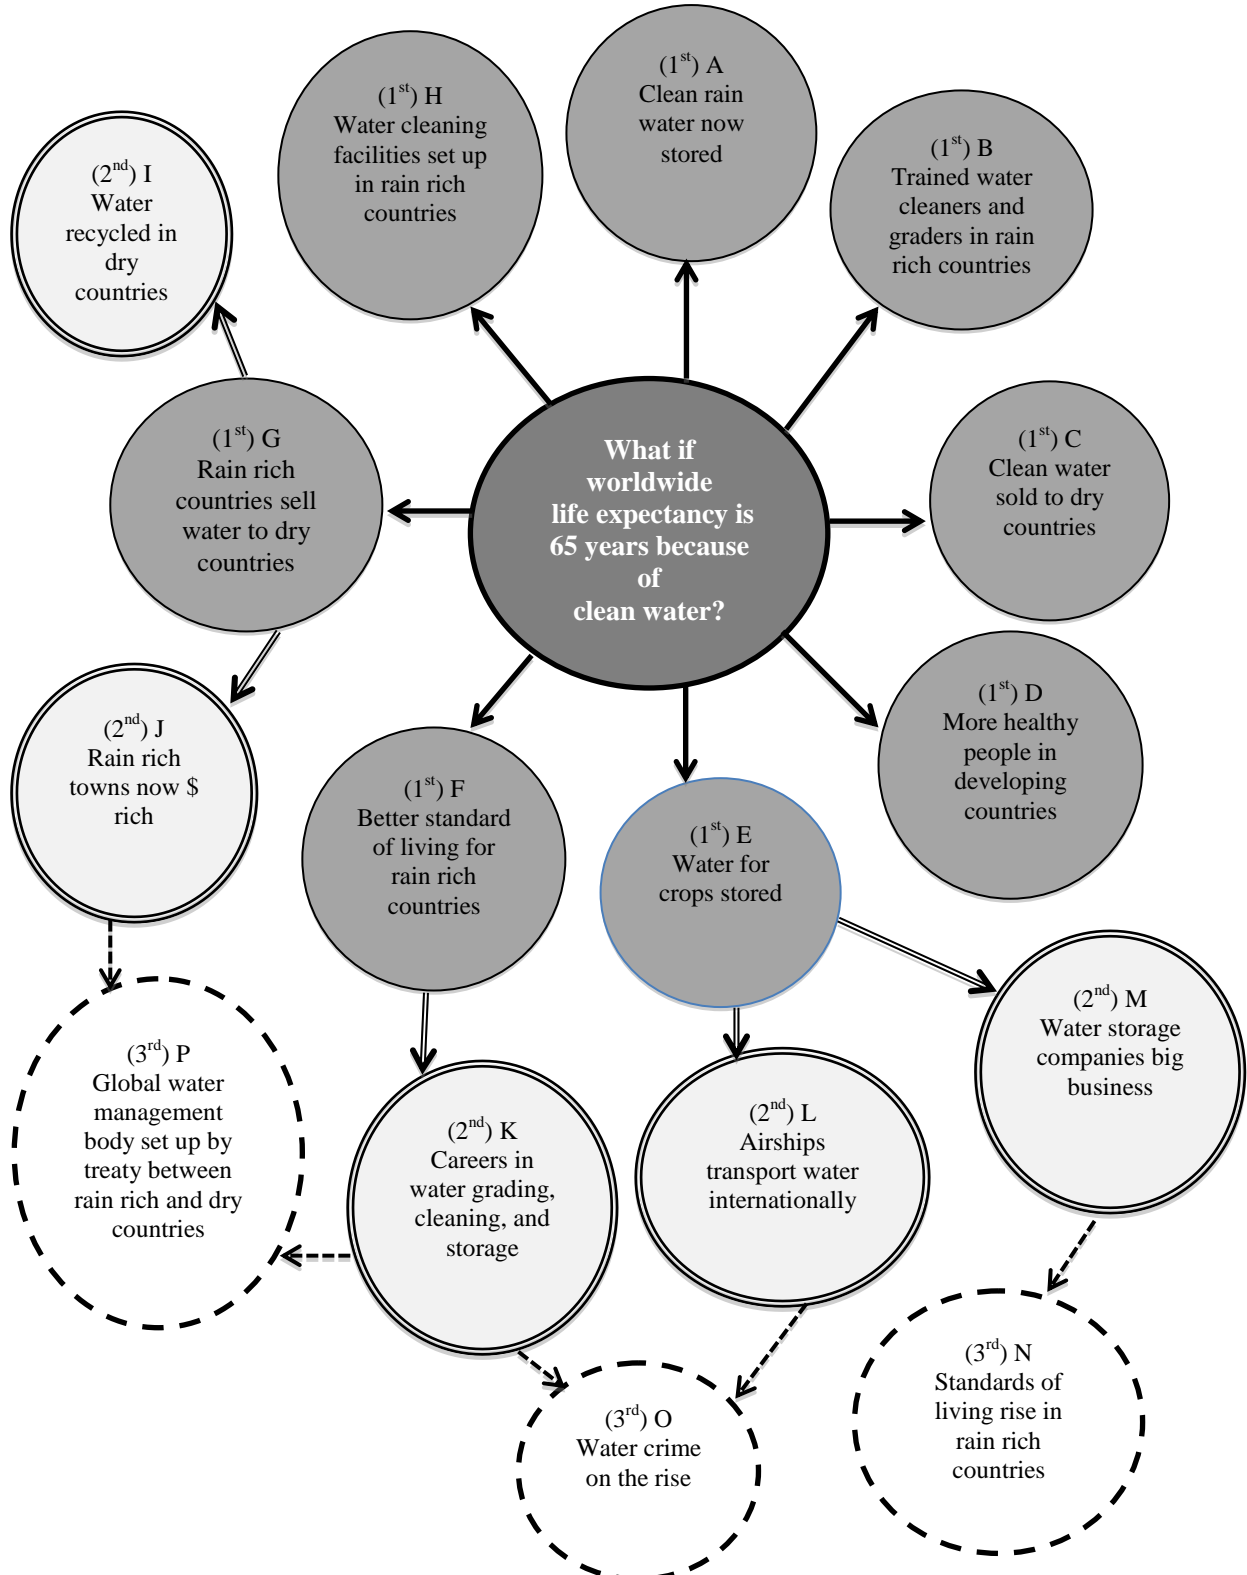 (1st) A
Clean rain
water now
stored
(1st) H
Water cleaning
facilities set up
in rain rich
countries
(1st) B
Trained water
cleaners and
graders in rain
rich countries
(2nd) I
Water
recycled in
dry
countries
(1st) G
Rain rich
countries sell
water to dry
countries
What if
worldwide
life expectancy is
65 years because
of
clean water?
(1st) C
Clean water
sold to dry
countries
(1st) D
More healthy
people in
developing
countries
(2nd) J
Rain rich
towns now $
rich
(1st) F
Better standard
of living for
rain rich
countries
(1st) E
Water for
crops stored
(2nd) M
Water storage
companies big
business
(3rd) P
Global water
management
body set up by
treaty between
rain rich and dry
countries
(2nd) K
Careers in
water grading,
cleaning, and
storage
(2nd) L
Airships
transport water
internationally
(3rd) N
Standards of
living rise in
rain rich
countries
(3rd) O
Water crime
on the rise